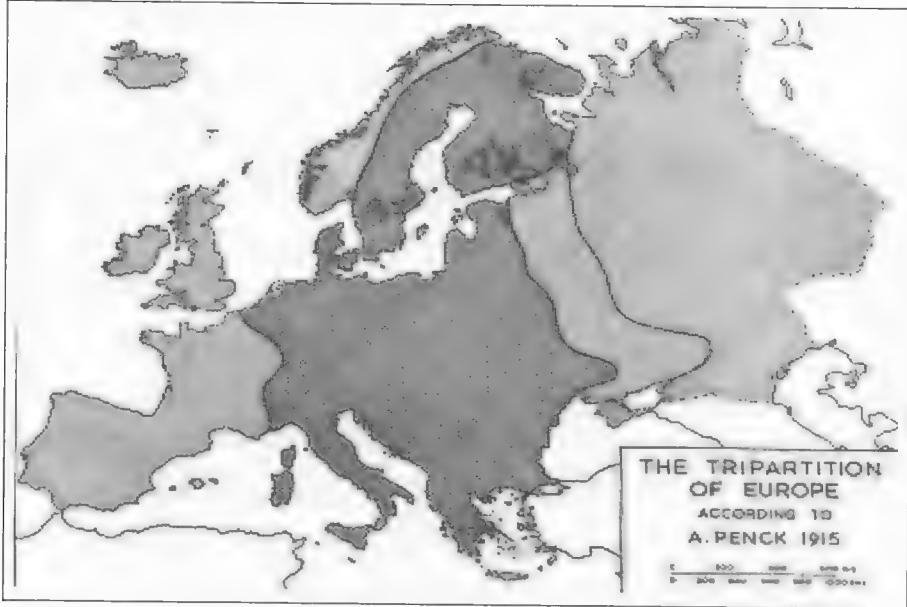 THE TRIPARTITION
OF EUROPE
ACCORDING TO
A. PENCK 1915